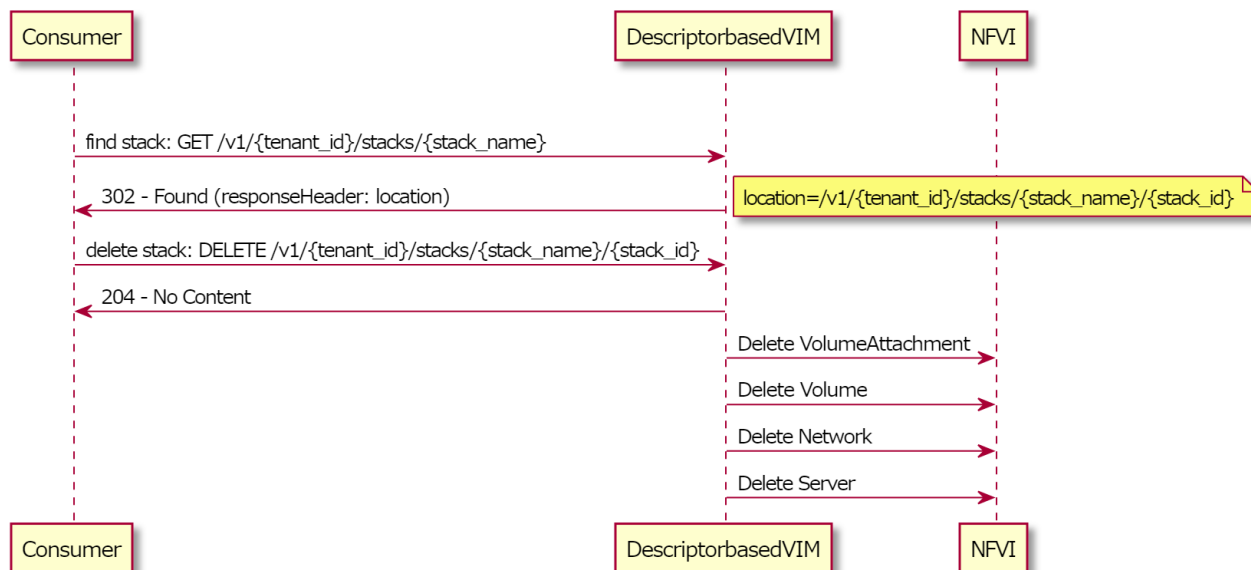 Consumer
DescriptorbasedVIM
NFVI
find stack: GET /v1/{tenant_id}/stacks/{stack_name}
302 - Found (responseHeader: location)
location=/v1/{tenant_id}/stacks/{stack_name}/{stack_id}
delete stack: DELETE /v1/{tenant_id}/stacks/{stack_name}/{stack_id}
204 - No Content
Delete VolumeAttachment
Delete Volume
Delete Network
Delete Server
Consumer
DescriptorbasedVIM
NFVI